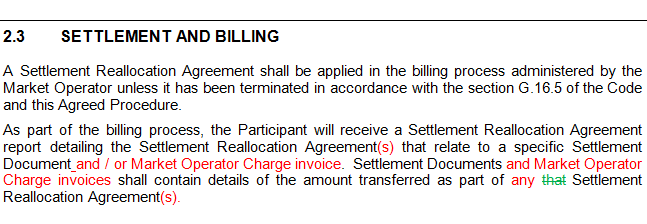 2.3 SETTLEMENT AND BILLING
A Settlement Reallocation Agreement shall be applied in the billing process administered by the
Market Operator unless it has been terminated in accordance with the section G.16.5 of the Code
and this Agreed Procedure.
As part of the billing process, the Participant will receive a Settlement Reallocation Agreement
report detailing the Settlement Reallocation Agreement(s) that relate to a specific Settlement
Document and / or Market Operator Charge invoice. Settlement Documents and Market Operator
Charge invoices shall contain details of the amount transferred as part of any that Settlement
Reallocation Agreement(s).